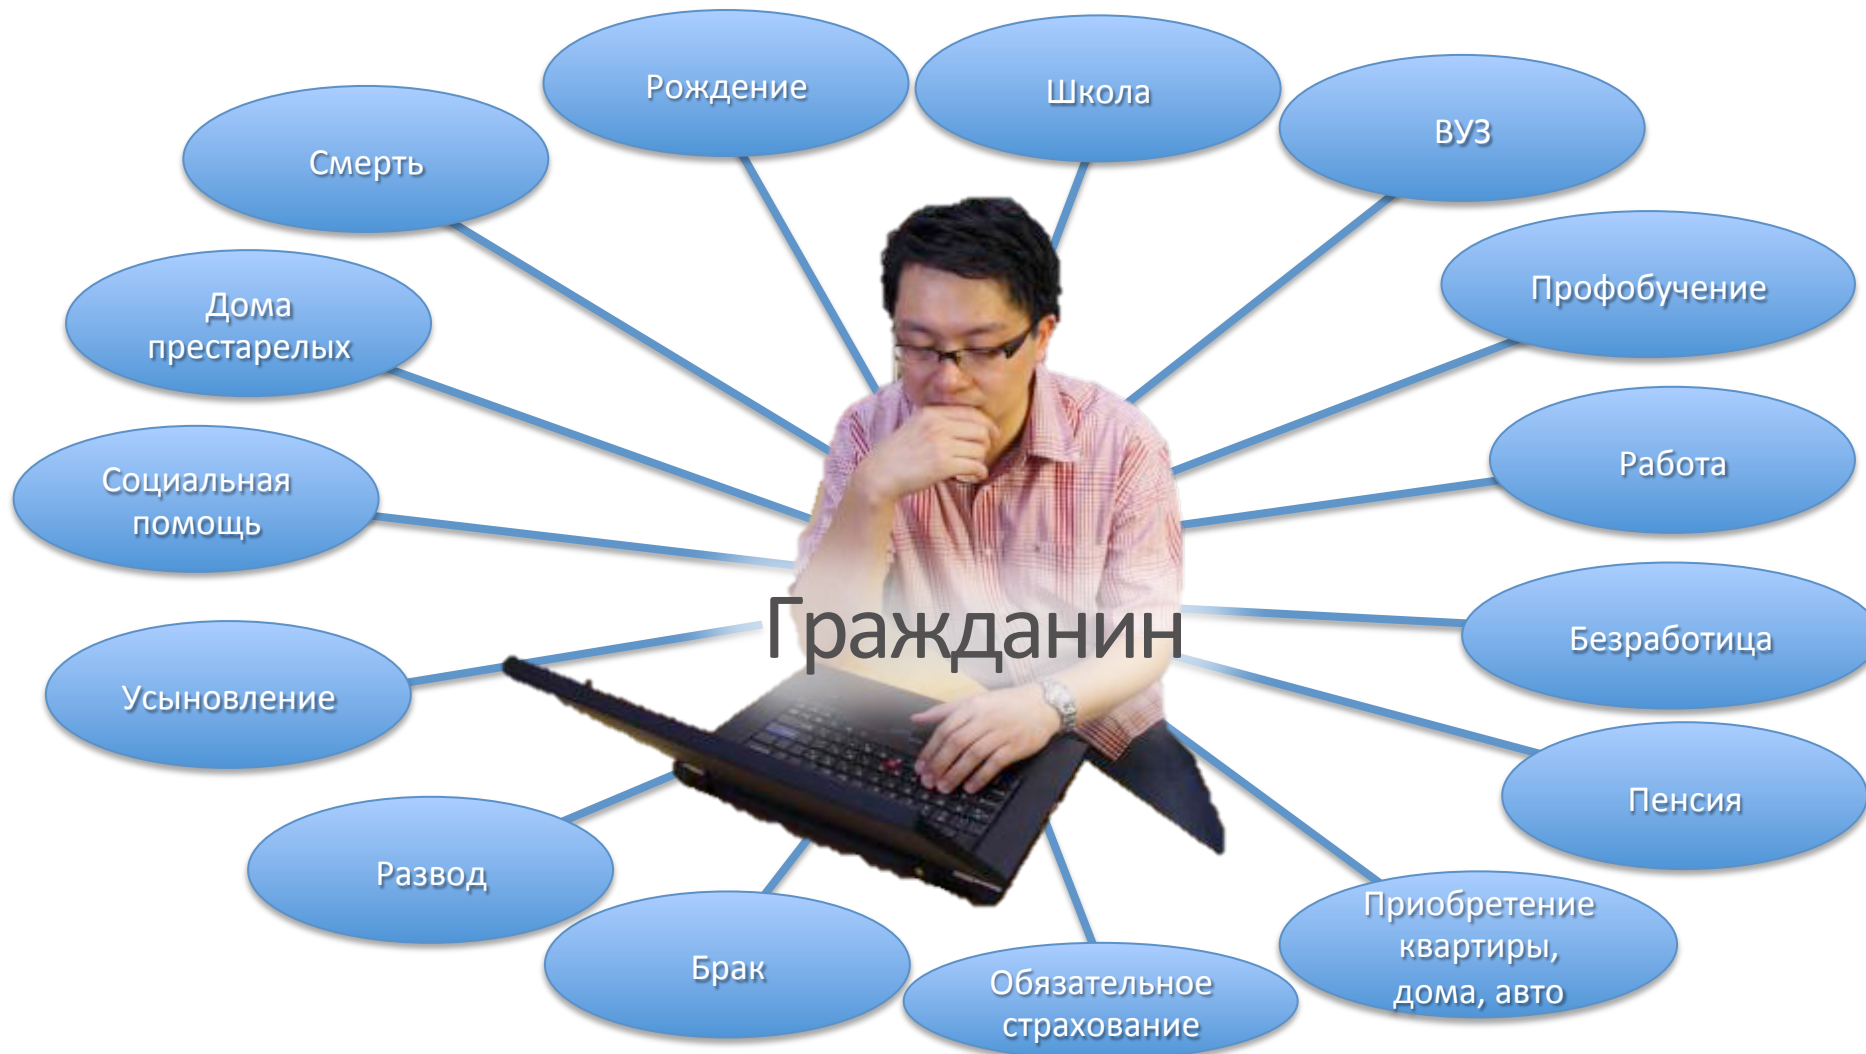 Рождение
Школа
ВУЗ
Профобучение
Работа
Безработица
Пенсия
Приобретение
квартиры,
дома, авто
Обязательное
страхование
Брак
Развод
Усыновление
Социальная
помощь
Дома
престарелых
Смерть
Гражданин